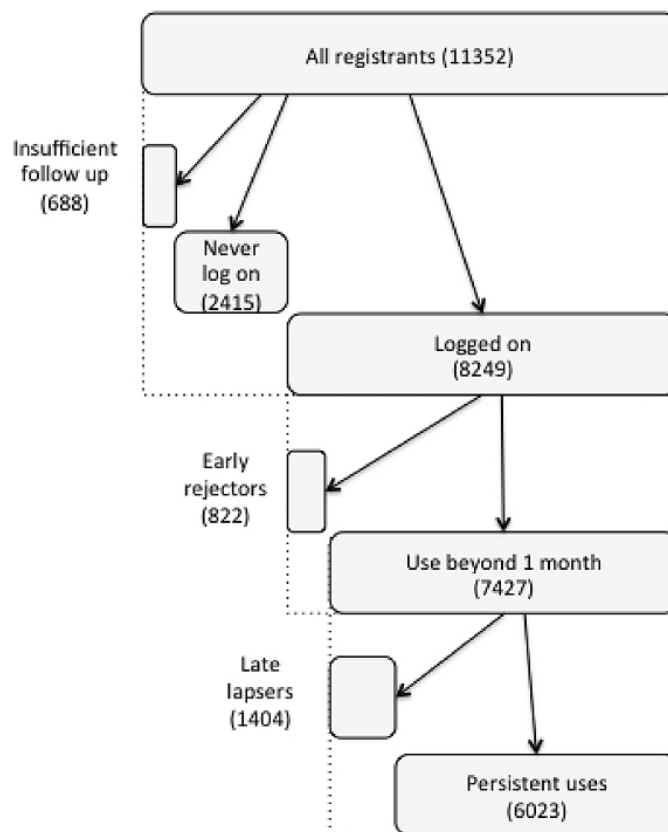 All registrants (11352)
Insufficient
follow up
(688)
Never
log on
(2415)
Logged on
(8249)
Early
rejectors
(822)
Use beyond 1 month
(7427)
Late
lapsers
(1404)
Persistent uses
(6023)